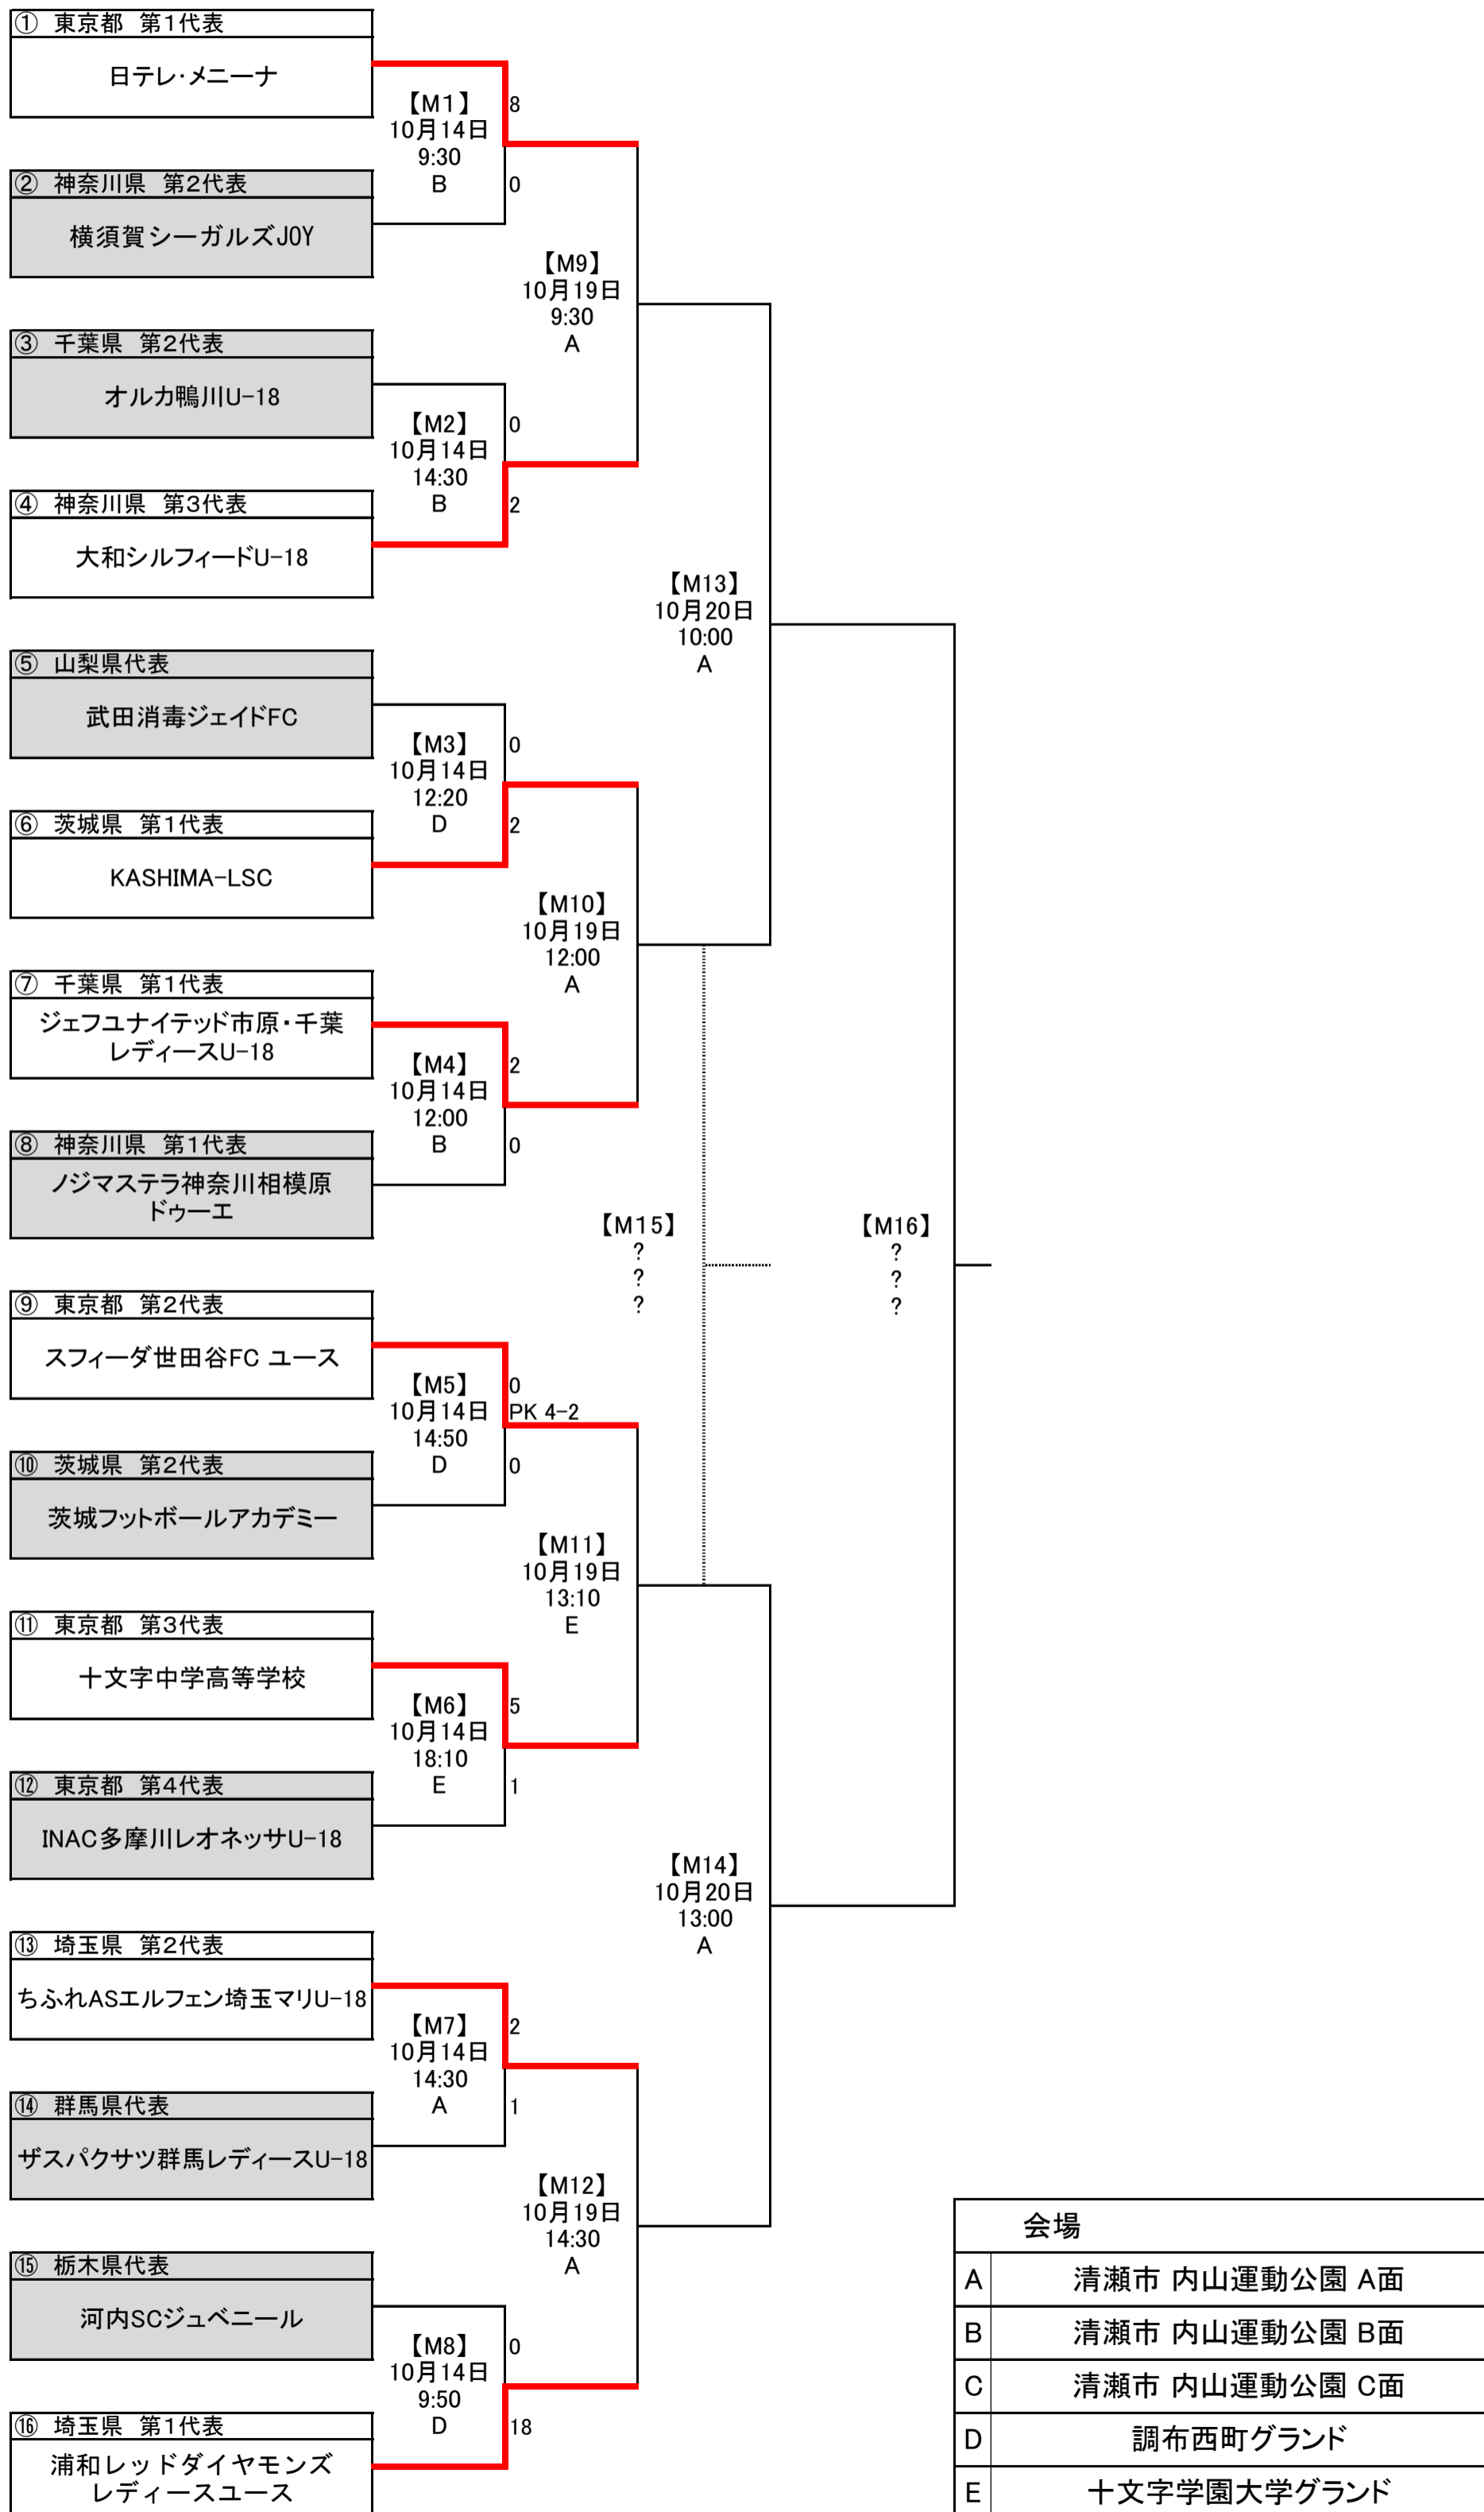 ① 東京都 第1代表
日テレ・メニーナ
【M1】
10月14日
9:30
B
8
0
② 神奈川県 第2代表
横須賀シーガルズJOY
【M9】
10月19日
9:30
A
③ 千葉県 第2代表
オルカ鴨川U-18
【M2】
10月14日
14:30
B
0
2
④ 神奈川県 第3代表
大和シルフィードU-18
【M13】
10月20日
10:00
A
⑤ 山梨県代表
武田消毒ジェイドFC
【M3】
10月14日
12:20
D
0
2
⑥ 茨城県 第1代表
KASHIMA-LSC
【M10】
10月19日
12:00
A
⑦ 千葉県 第1代表
ジェフユナイテッド市原・千葉
レディースU-18
【M4】
10月14日
12:00
B
2
0
⑧ 神奈川県 第1代表
ノジマステラ神奈川相模原
ドゥーエ
【M15】
?
?
?
【M16】
?
?
?
⑨ 東京都 第2代表
スフィーダ世田谷FC ユース
【M5】
10月14日
14:50
D
0
PK 4-2
0
⑩ 茨城県 第2代表
茨城フットボールアカデミー
【M11】
10月19日
13:10
E
⑪ 東京都 第3代表
十文字中学高等学校
【M6】
10月14日
18:10
E
5
1
⑫ 東京都 第4代表
INAC多摩川レオネッサU-18
【M14】
10月20日
13:00
A
⑬ 埼玉県 第2代表
ちふれASエルフェン埼玉マリU-18
【M7】
10月14日
14:30
A
2
1
⑭ 群馬県代表
ザスパクサツ群馬レディースU-18
【M12】
10月19日
14:30
A
⑮ 栃木県代表
河内SCジュベニール
【M8】
10月14日
9:50
D
0
18
⑯ 埼玉県 第1代表
浦和レッドダイヤモンズ
レディースユース
会場
A 清瀬市 内山運動公園 A面
B 清瀬市 内山運動公園 B面
C 清瀬市 内山運動公園 C面
D 調布西町グランド
E 十文字学園大学グランド